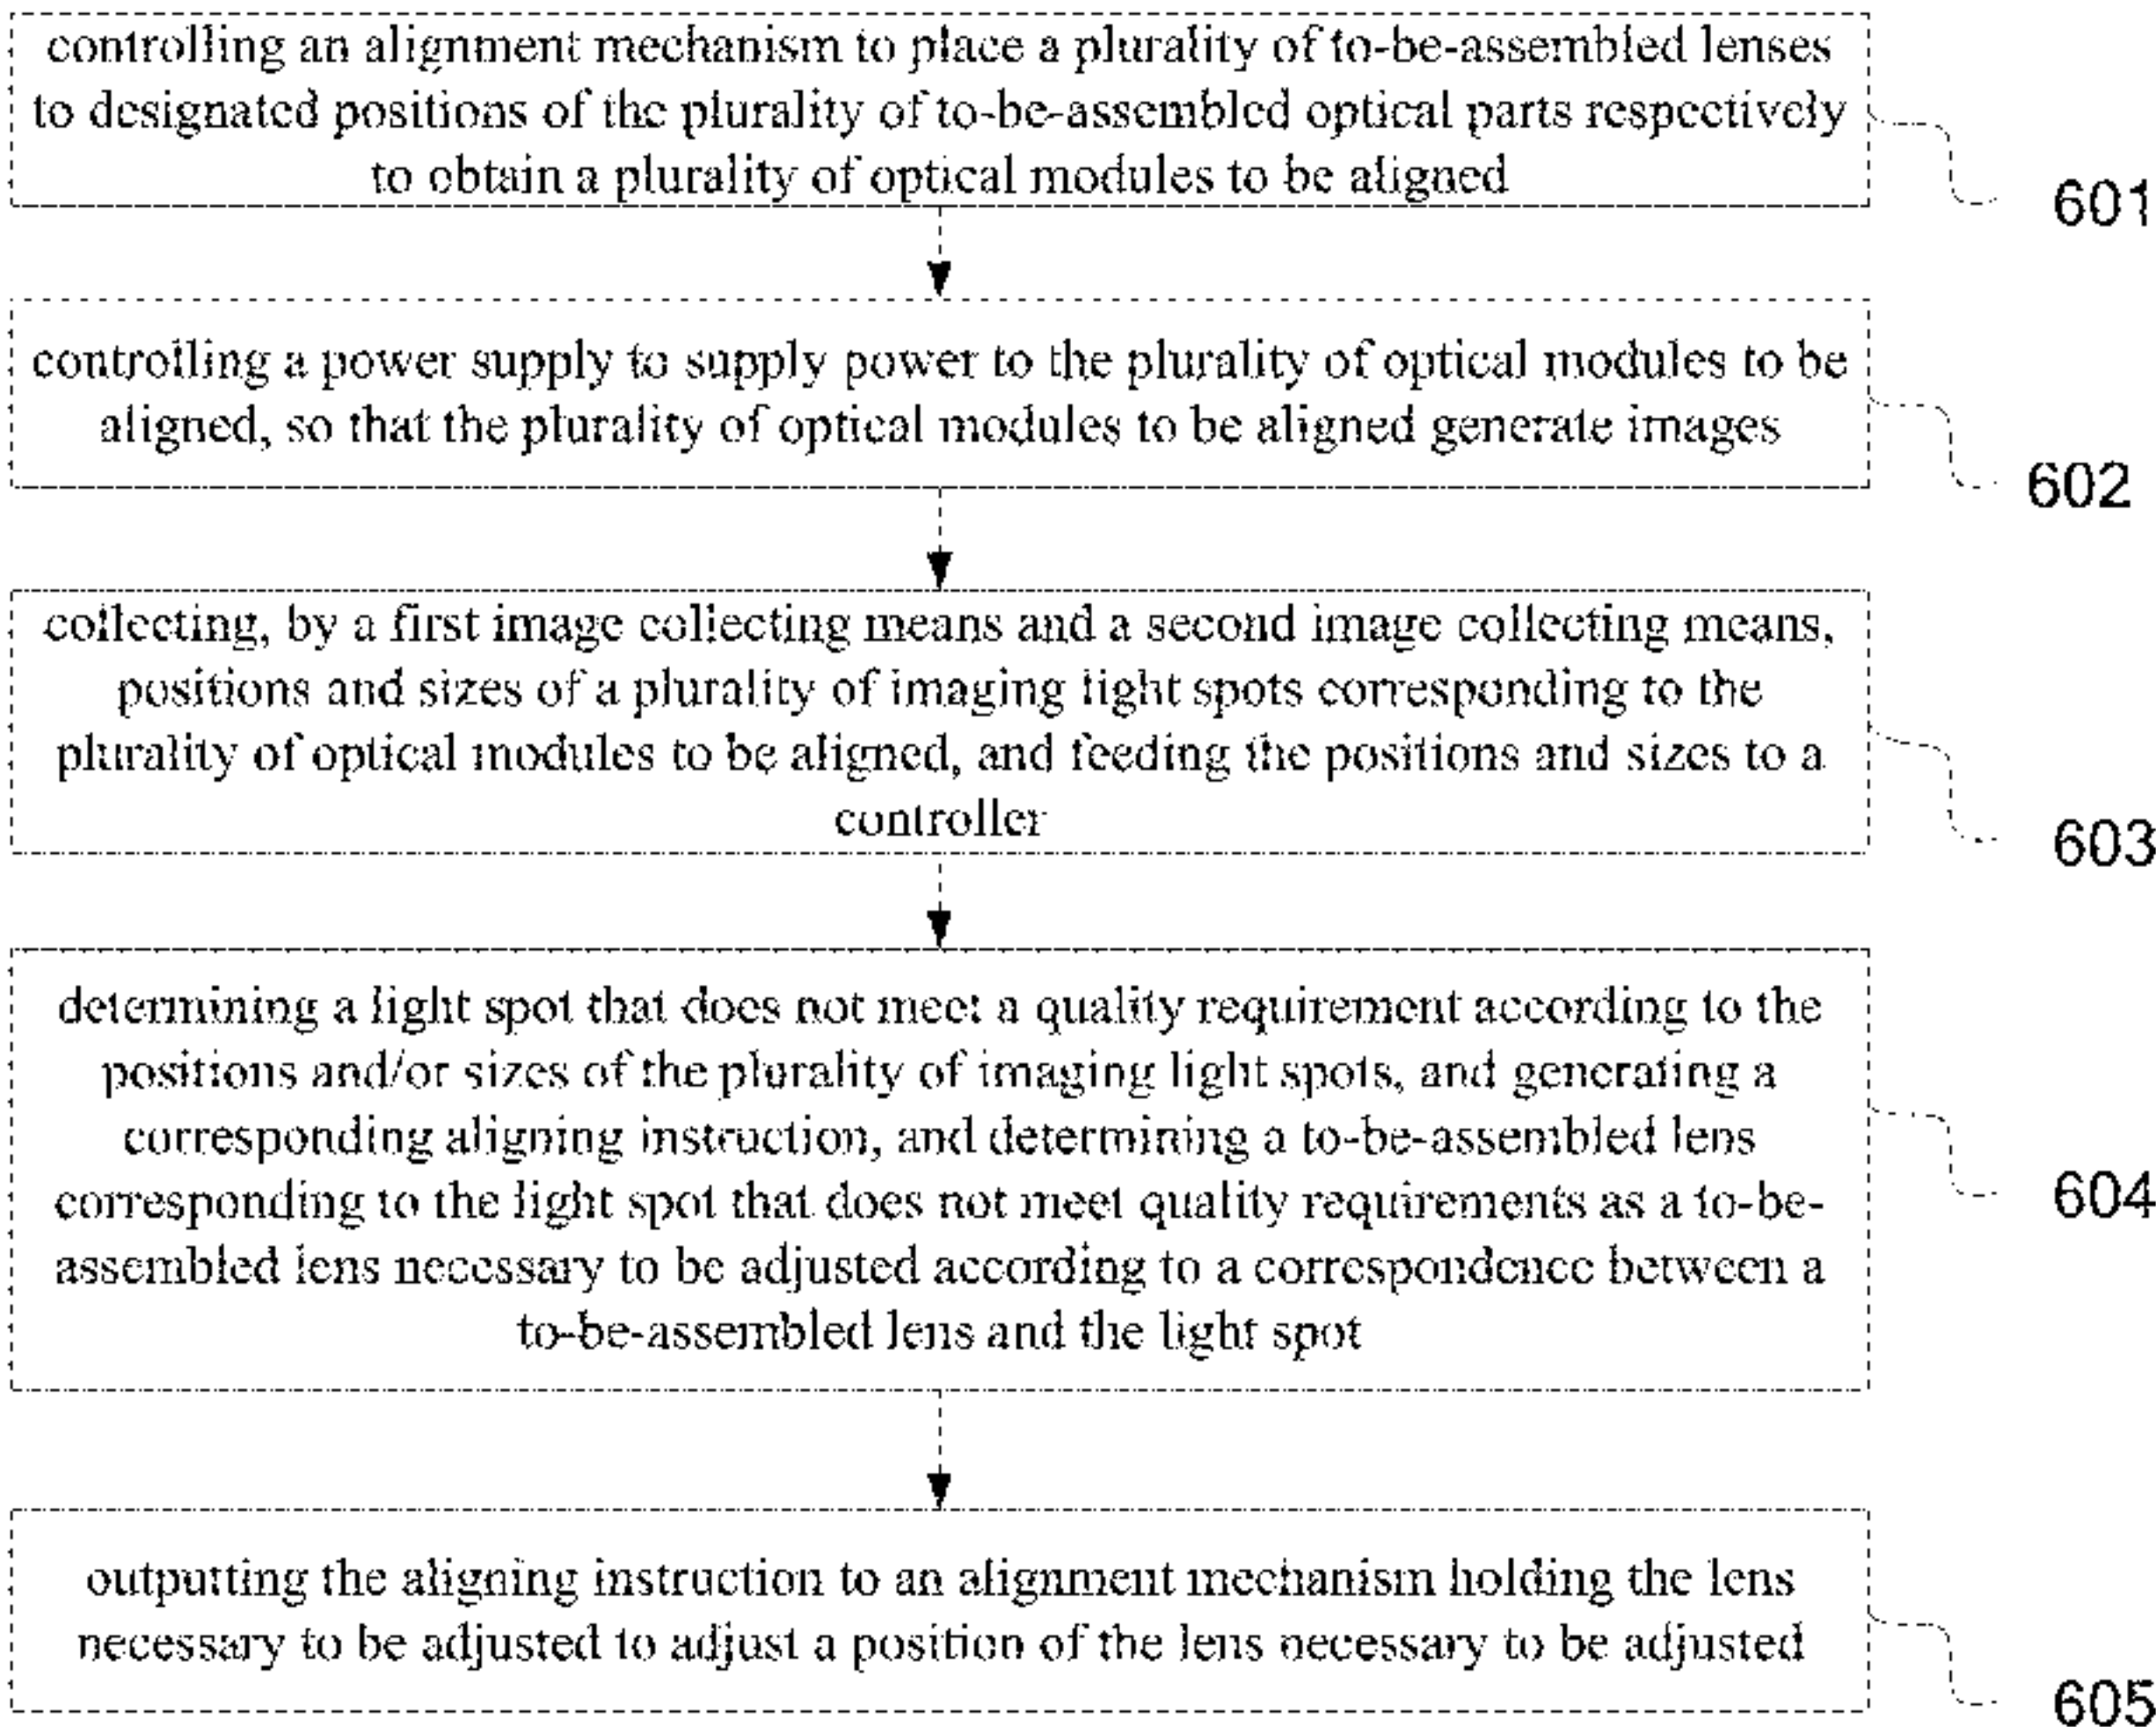 controlling an alignment mechanism to place a plurality of to-be-assembled lenses
to designated positions of the plurality of to-be-assembled optical parts respectively
to obtain a plurality of optical modules to be aligned
601
controlling a power supply to supply power to the plurality of optical modules to be
aligned, so that the plurality of optical modules to be aligned generate images
602
collecting, by a first image collecting means and a second image collecting means,
positions and sizes of a plurality of imaging light spots corresponding to the
plurality of optical modules to be aligned, and feeding the positions and sizes to a
controller
603
determining a light spot that does not meet a quality requirement according to the
positions and/or sizes of the plurality of imaging light spots, and generating a
corresponding aligning instruction, and determining a to-be-assembled lens
corresponding to the light spot that does not meet quality requirements as a to-be-
assembled lens necessary to be adjusted according to a correspondence between a
to-be-assembled lens and the light spot
604
outputting the aligning instruction to an alignment mechanism holding the lens
necessary to be adjusted to adjust a position of the lens necessary to be adjusted
605